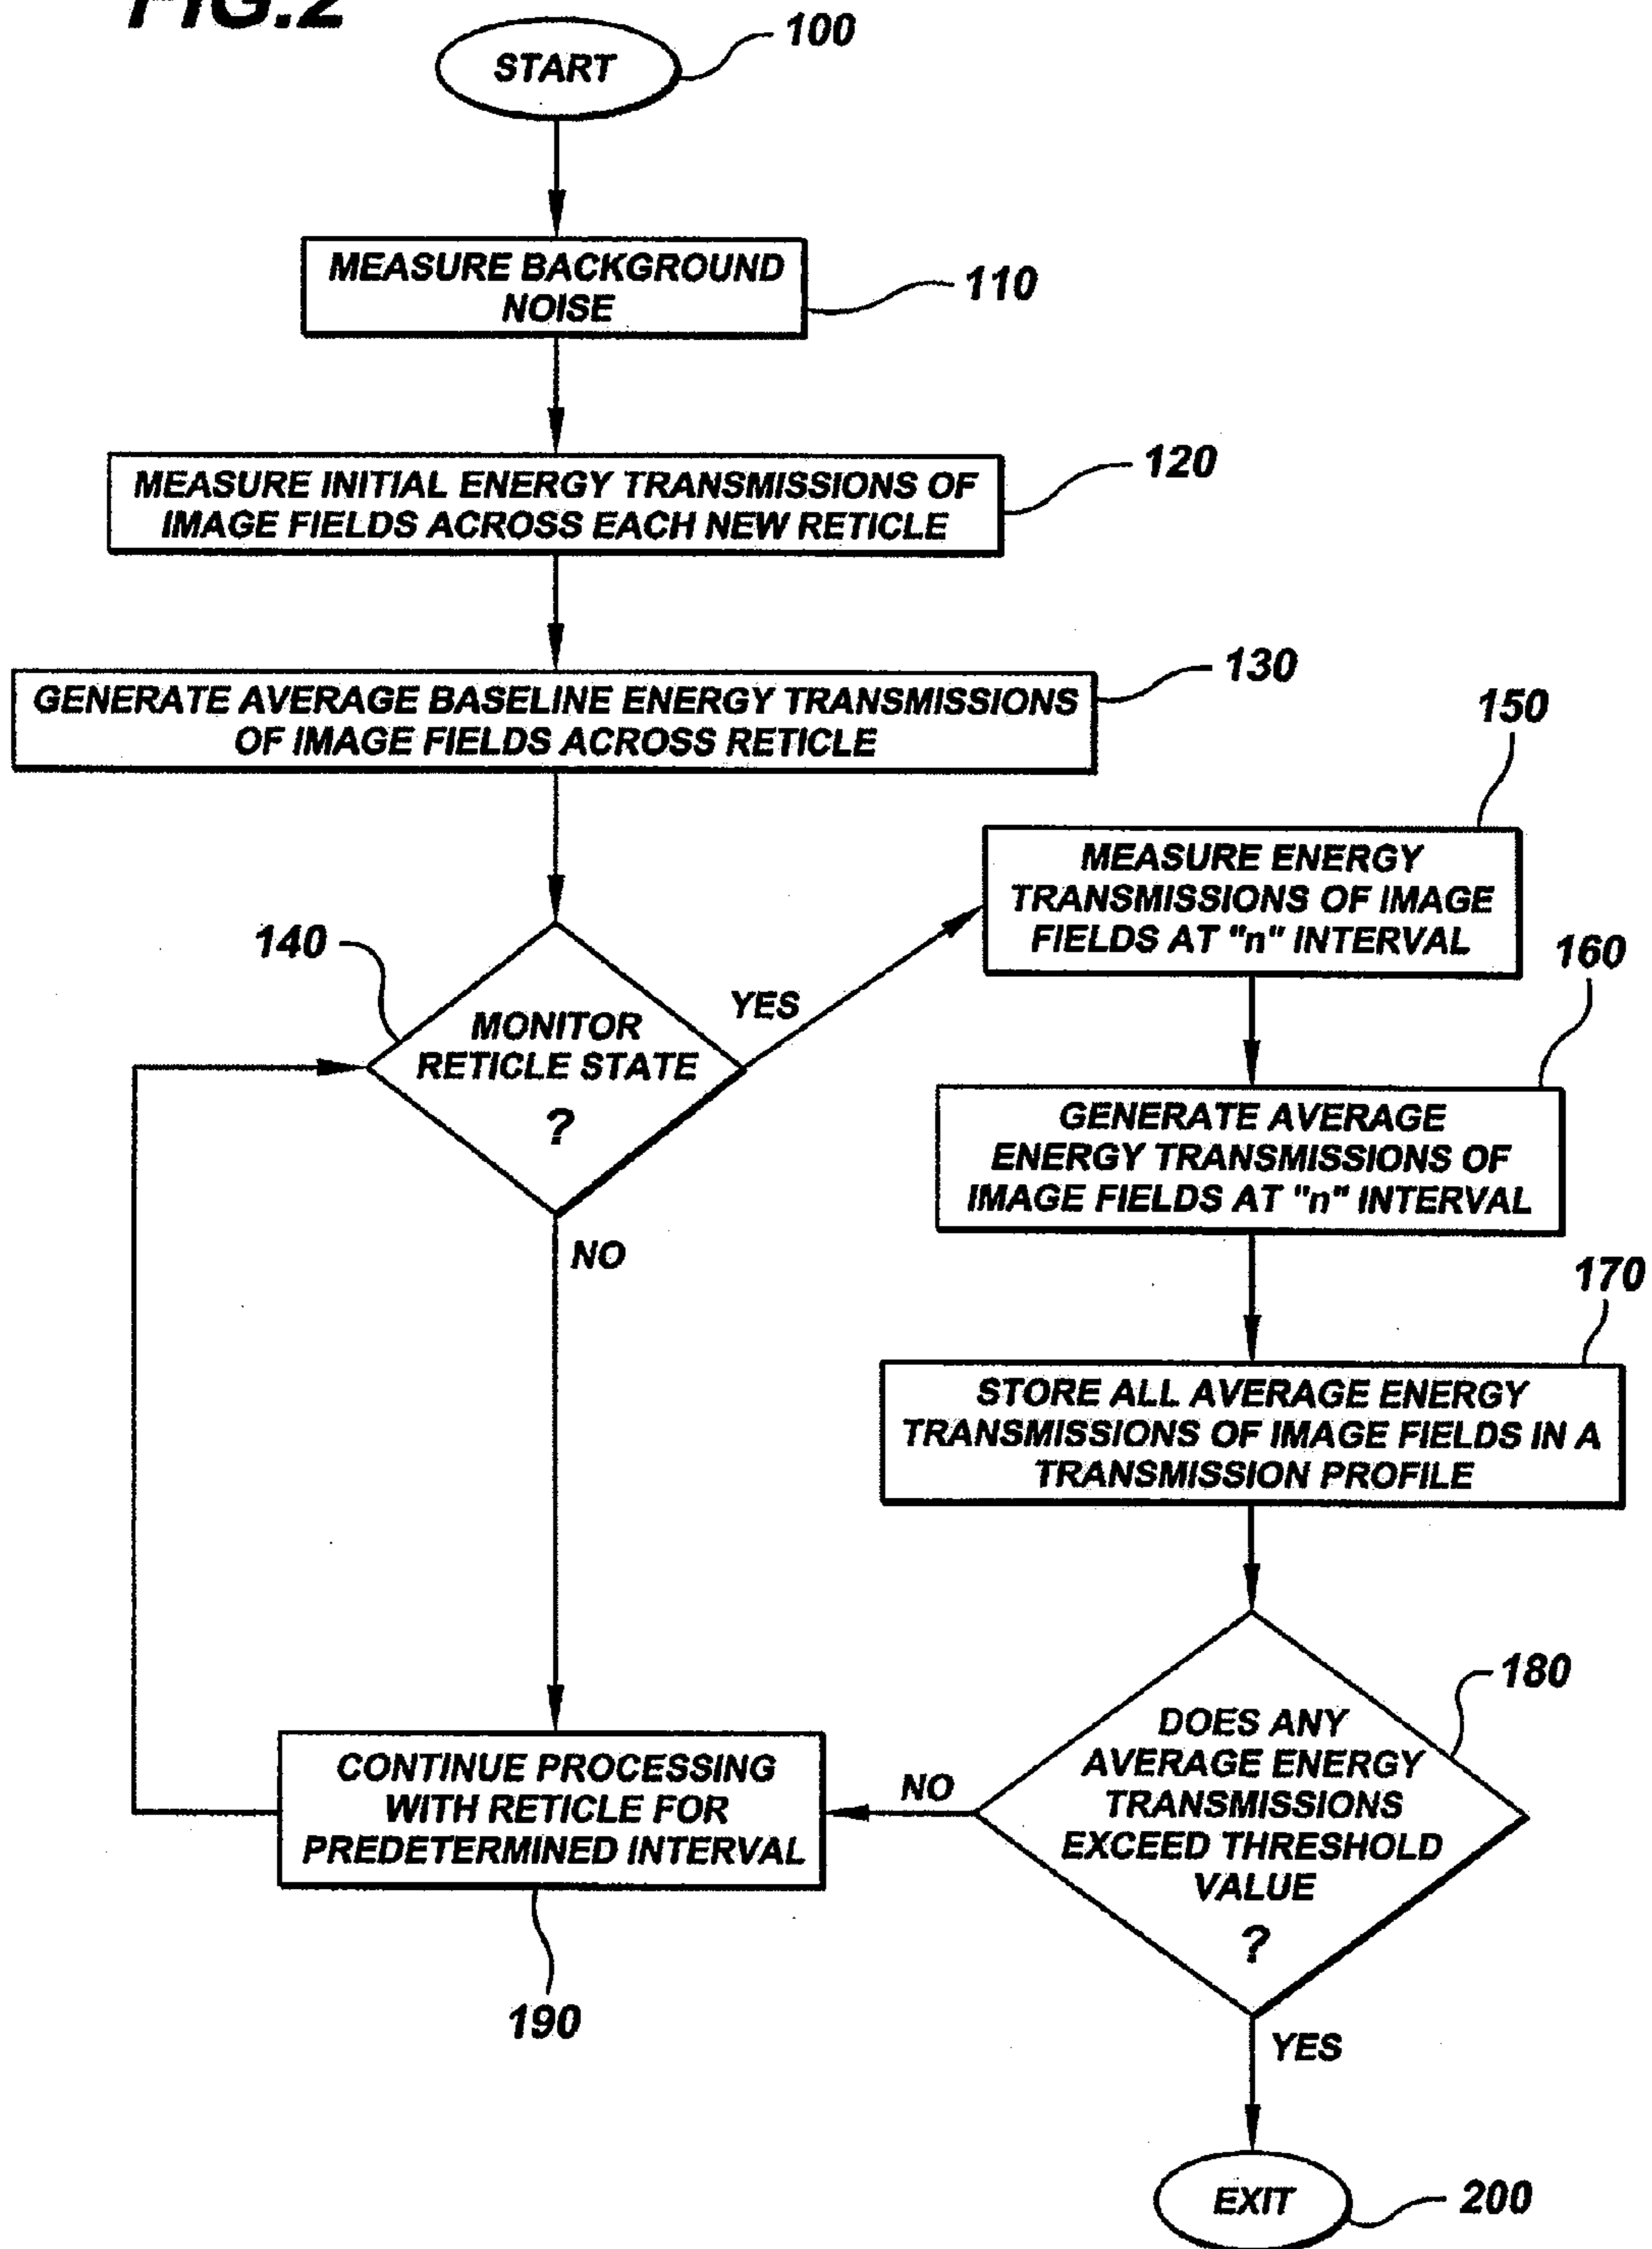 FIG.2
START
100
MEASURE BACKGROUND
NOISE
110
MEASURE INITIAL ENERGY TRANSMISSIONS OF
IMAGE FIELDS ACROSS EACH NEW RETICLE
120
GENERATE AVERAGE BASELINE ENERGY TRANSMISSIONS
OF IMAGE FIELDS ACROSS RETICLE
130
140
MONITOR
RETICLE STATE
?
YES
NO
150
MEASURE ENERGY
TRANSMISSIONS OF IMAGE
FIELDS AT "n" INTERVAL
160
GENERATE AVERAGE
ENERGY TRANSMISSIONS OF
IMAGE FIELDS AT "n" INTERVAL
170
STORE ALL AVERAGE ENERGY
TRANSMISSIONS OF IMAGE FIELDS IN A
TRANSMISSION PROFILE
180
DOES ANY
AVERAGE ENERGY
TRANSMISSIONS
EXCEED THRESHOLD
VALUE
?
NO
CONTINUE PROCESSING
WITH RETICLE FOR
PREDETERMINED INTERVAL
190
YES
EXIT
200